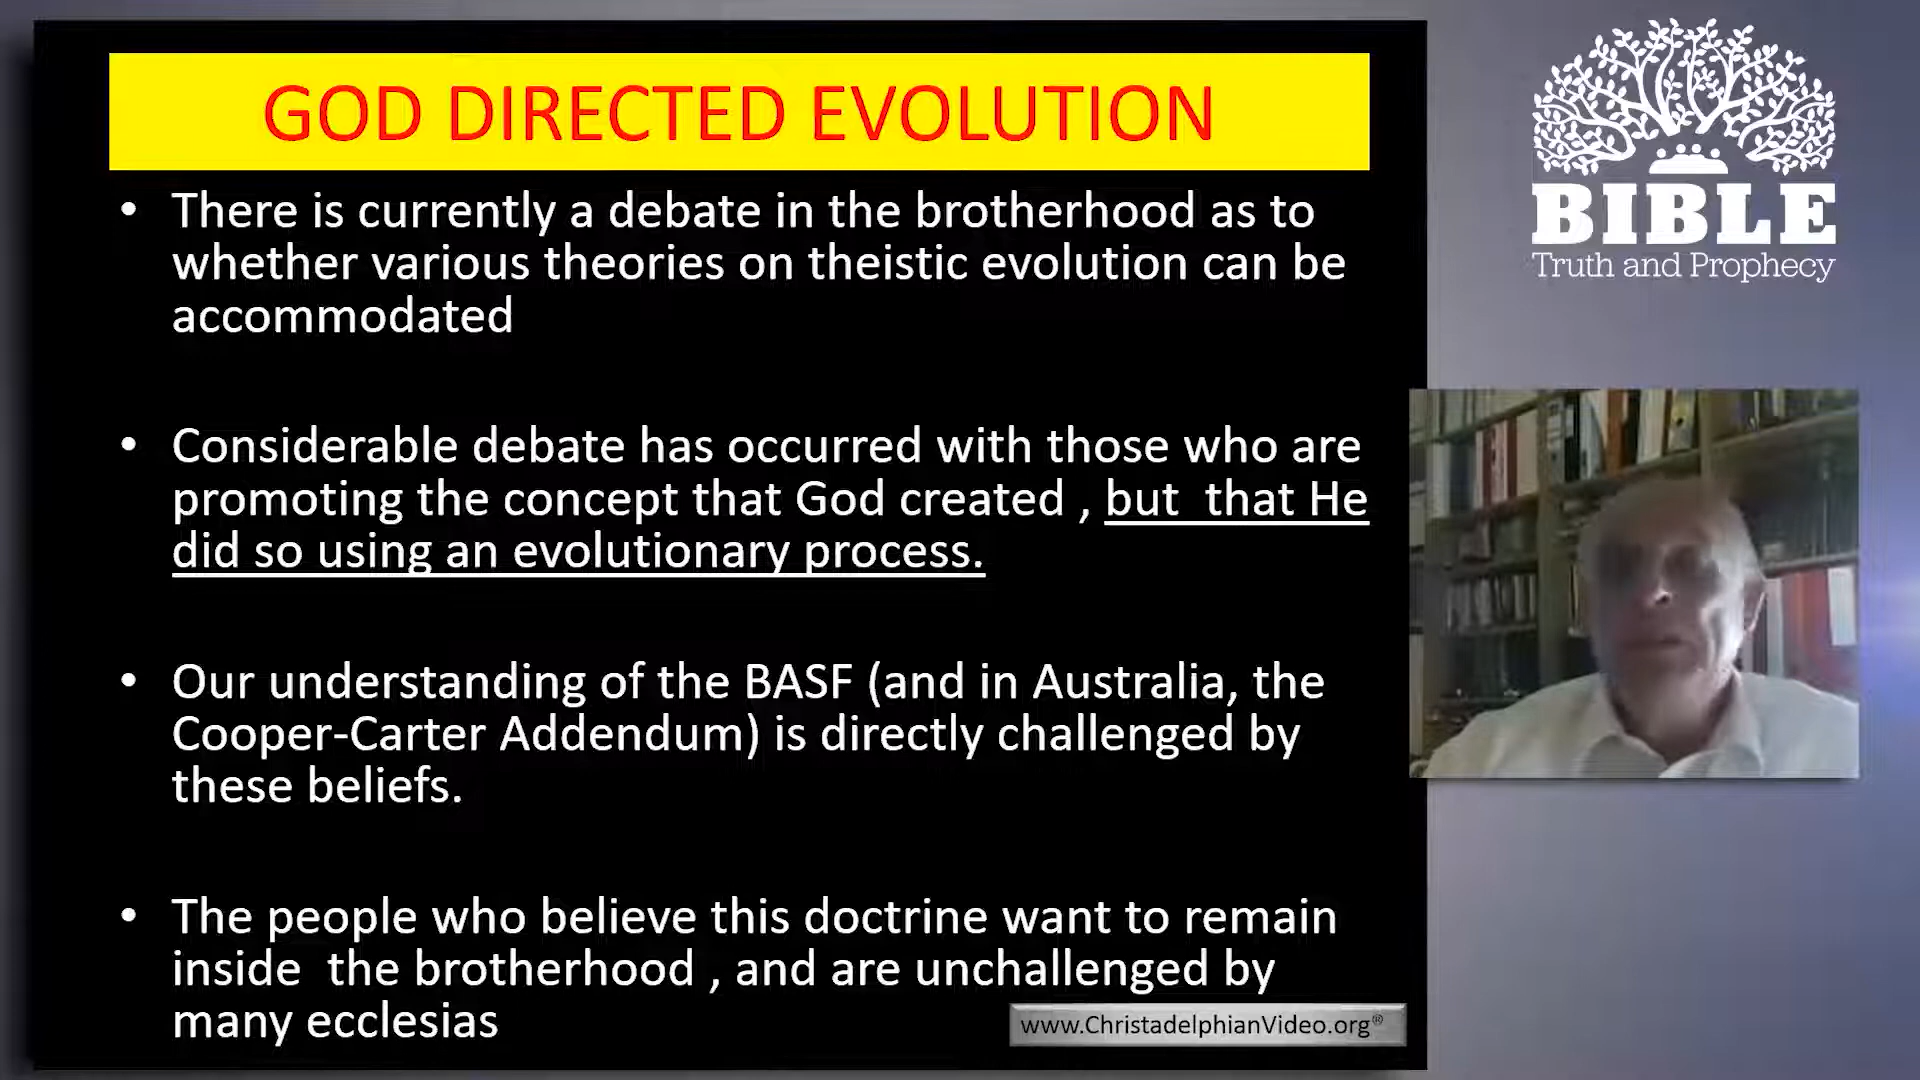 GOD DIRECTED EVOLUTION
• There is currently a debate in the brotherhood as to
whether various theories on theistic evolution can be
accommodated
• Considerable debate has occurred with those who are
promoting the concept that God created , but  that He
did so using an evolutionary process.
• Our understanding of the BASF (and in Australia, the
Cooper-Carter Addendum) is directly challenged by
these beliefs.
• The people who believe this doctrine want to remain
inside  the brotherhood , and are unchallenged by
many ecclesias
www.ChristadelphianVideo.org®
BIBLE
Truth and Prophecy